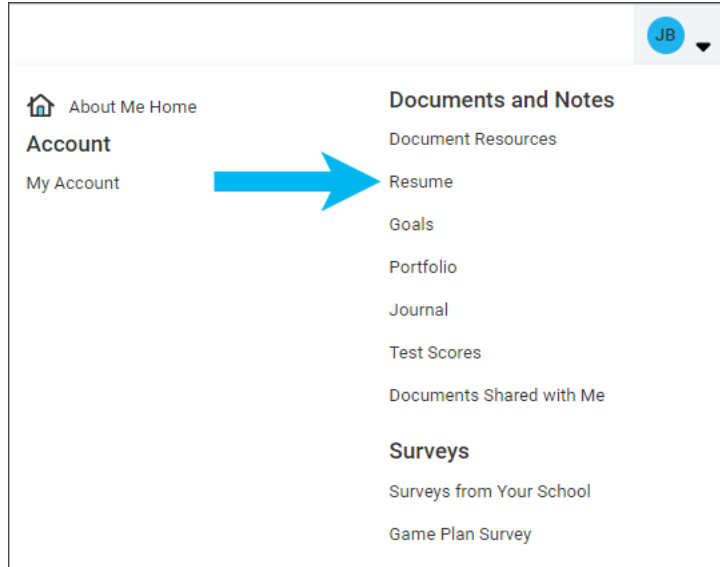 JB
About Me Home
Account
My Account
Documents and Notes
Document Resources
Resume
Goals
Portfolio
Journal
Test Scores
Documents Shared with Me
Surveys
Surveys from Your School
Game Plan Survey